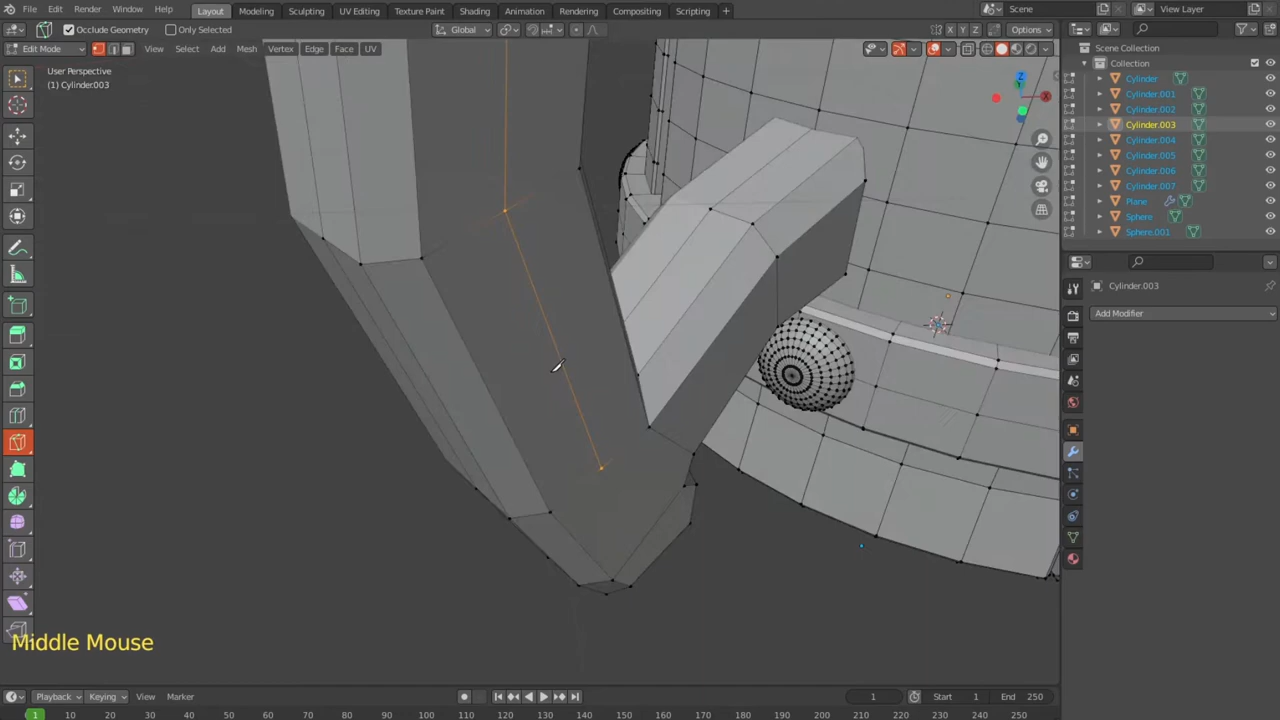 File Edit Render Window Help Layout Modeling Sculpting UV Editing Texture Paint Shading Animation Rendering Compositing Scripting + Scene View Layer
Occlude Geometry Only Selected Global X Y Z Options
Edit Mode View Select Add Mesh Vertex Edge Face UV
User Perspective
(1) Cylinder.003
Scene Collection
Collection
Cylinder
Cylinder.001
Cylinder.002
Cylinder.003
Cylinder.004
Cylinder.005
Cylinder.006
Cylinder.007
Plane
Sphere
Sphere.001
Cylinder.003
Add Modifier
Middle Mouse
Playback Keying View Marker 1 Start 1 End 250
1 10 20 30 40 50 60 70 80 90 100 110 120 130 140 150 160 170 180 190 200 210 220 230 240 250